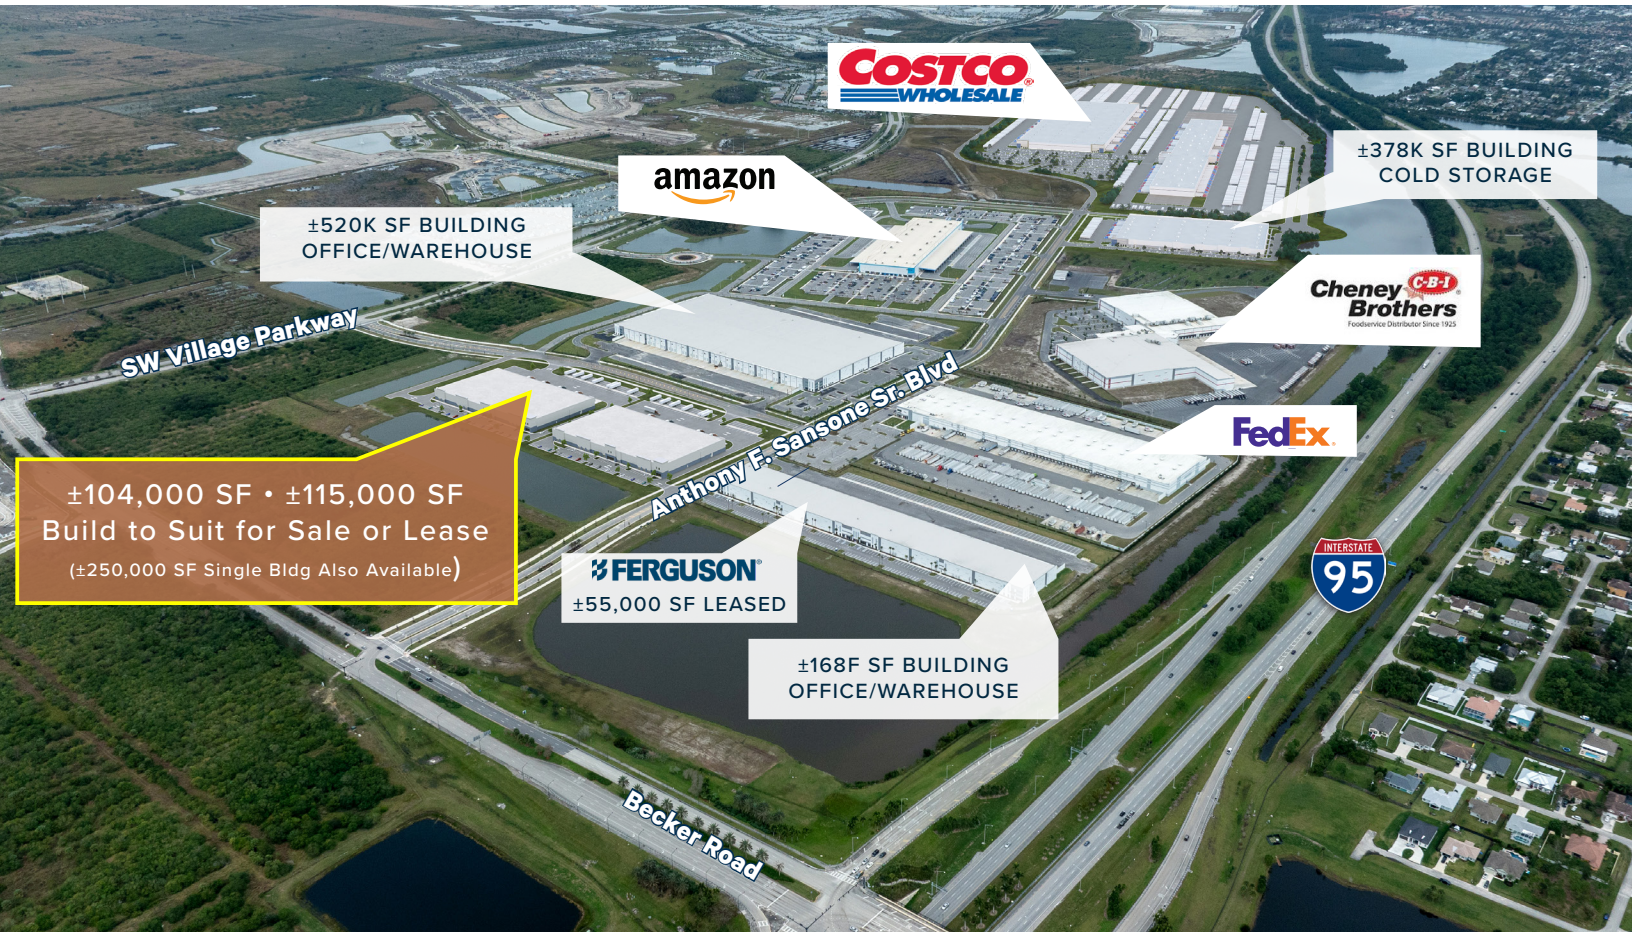 COSTCO
WHOLESALE
±378K SF BUILDING
COLD STORAGE
amazon
±520K SF BUILDING
OFFICE/WAREHOUSE
C-B-I
Cheney
Brothers
Foodservice Distributor Since 1925
SW Village Parkway
Anthony F. Sansone Sr. Blvd
FedEx®
±104,000 SF • ±115,000 SF
Build to Suit for Sale or Lease
(±250,000 SF Single Bldg Also Available)
FERGUSON®
±55,000 SF LEASED
INTERSTATE
95
±168F SF BUILDING
OFFICE/WAREHOUSE
Becker Road